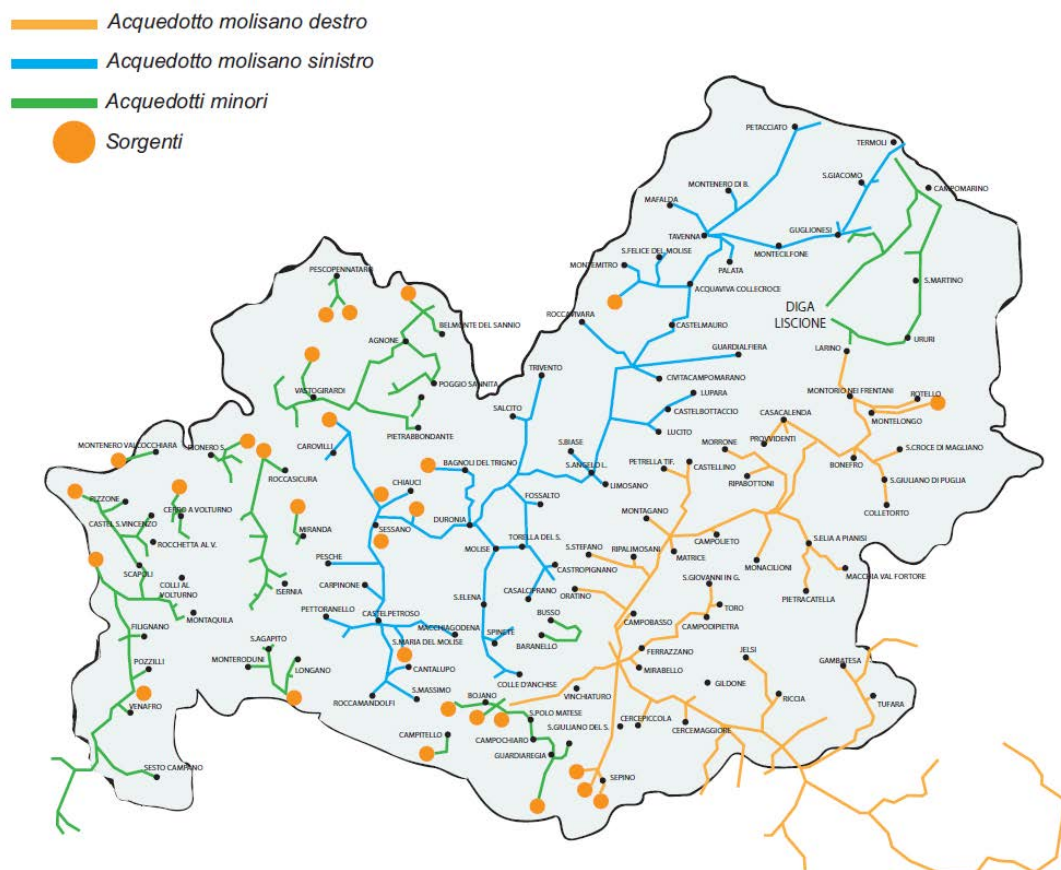 Acquedotto molisano destro
Acquedotto molisano sinistro
Acquedotti minori
Sorgenti
PETACCIATO
TERMOLI
S.GIACOMO
CAMPOMARINO
MONTENERO DI B.
MAFALDA
TAVENNA
GUGLIONESI
MONTECILFONE
S.FELICE DEL MOLISE
MONTEMITRO
PALATA
PESCOPENNATARO
ACQUAVIVA COLLECROCE
S.MARTINO
DIGA
LISCIONE
ROCCAVIVARA
CASTELMAURO
BELMONTE DEL SANNIO
AGNONE
URURI
LARINO
GUARDIALFIERA
TRIVENTO
CIVITACAMPOMARANO
POGGIO SANNITA
VASTOGIRARDI
LUPARA
MONTORIO NEI FRENTANI
ROTELLO
CASTELBOTTACCIO
SALCITO
CASACALENDA
MONTELONGO
LUCITO
PIETRABBONDANTE
PROVVIDENTI
MORRONE
S.BIASE
CAROVILLI
MONTENERO VALCOCCHIARA
S.CROCE DI MAGLIANO
BONEFRO
PETRELLA TIF.
CASTELLINO
BAGNOLI DEL TRIGNO
S.ANGELO L.
ROCCASICURA
RIPABOTTONI
LIMOSANO
S.GIULIANO DI PUGLIA
CHIAUCI
FOSSALTO
RIZZONE
COLLETORTO
CERRO A VOLTURNO
MONTAGANO
CASTEL S.VINCENZO
SESSANO
DURONIA
MIRANDA
CAMPOLIETO
TORELLA DEL S.
ROCCHETTA AL V.
S.ELIA A PIANISI
MOLISE
MATRICE
PESCHE
S.STEFANO
RIPALIMOSANI
MONACILIONI
CASTROPIGNANO
SCAPOLI
MACCHIA VAL FORTORE
COLLI AL
VOLTURNO
CARPINONE
ISERNIA
S.GIOVANNI IN G.
ORATINO
CASALCIPRANO
PIETRACATELLA
S.ELENA
TORO
MONTAQUILA
PETTORANELLO
CASTELPETROSO
BUSSO
CAMPOBASSO
CAMPODIPIETRA
FILIGNANO
MACCHIAGODENA
SPINETE
S.MARIA DEL MOLISE
BARANELLO
S.AGAPITO
FERRAZZANO
JELSI
GAMBATESA
MONTERODUNI
LONGANO
POZZILLI
CANTALUPO
MIRABELLO
COLLE D'ANCHISE
GILDONE
VINCHIATURO
S.MASSIMO
RICCIA
TUFARA
ROCCAMANDOLFI
BOJANO
VENAFRO
S.POLO MATESE
CERCEPICCOLA
S.GIULIANO DEL S.
CERCEMAGGIORE
CAMPITELLO
CAMPOCHIARO
GUARDIAREGIA
SESTO CAMPANO
SEPINO